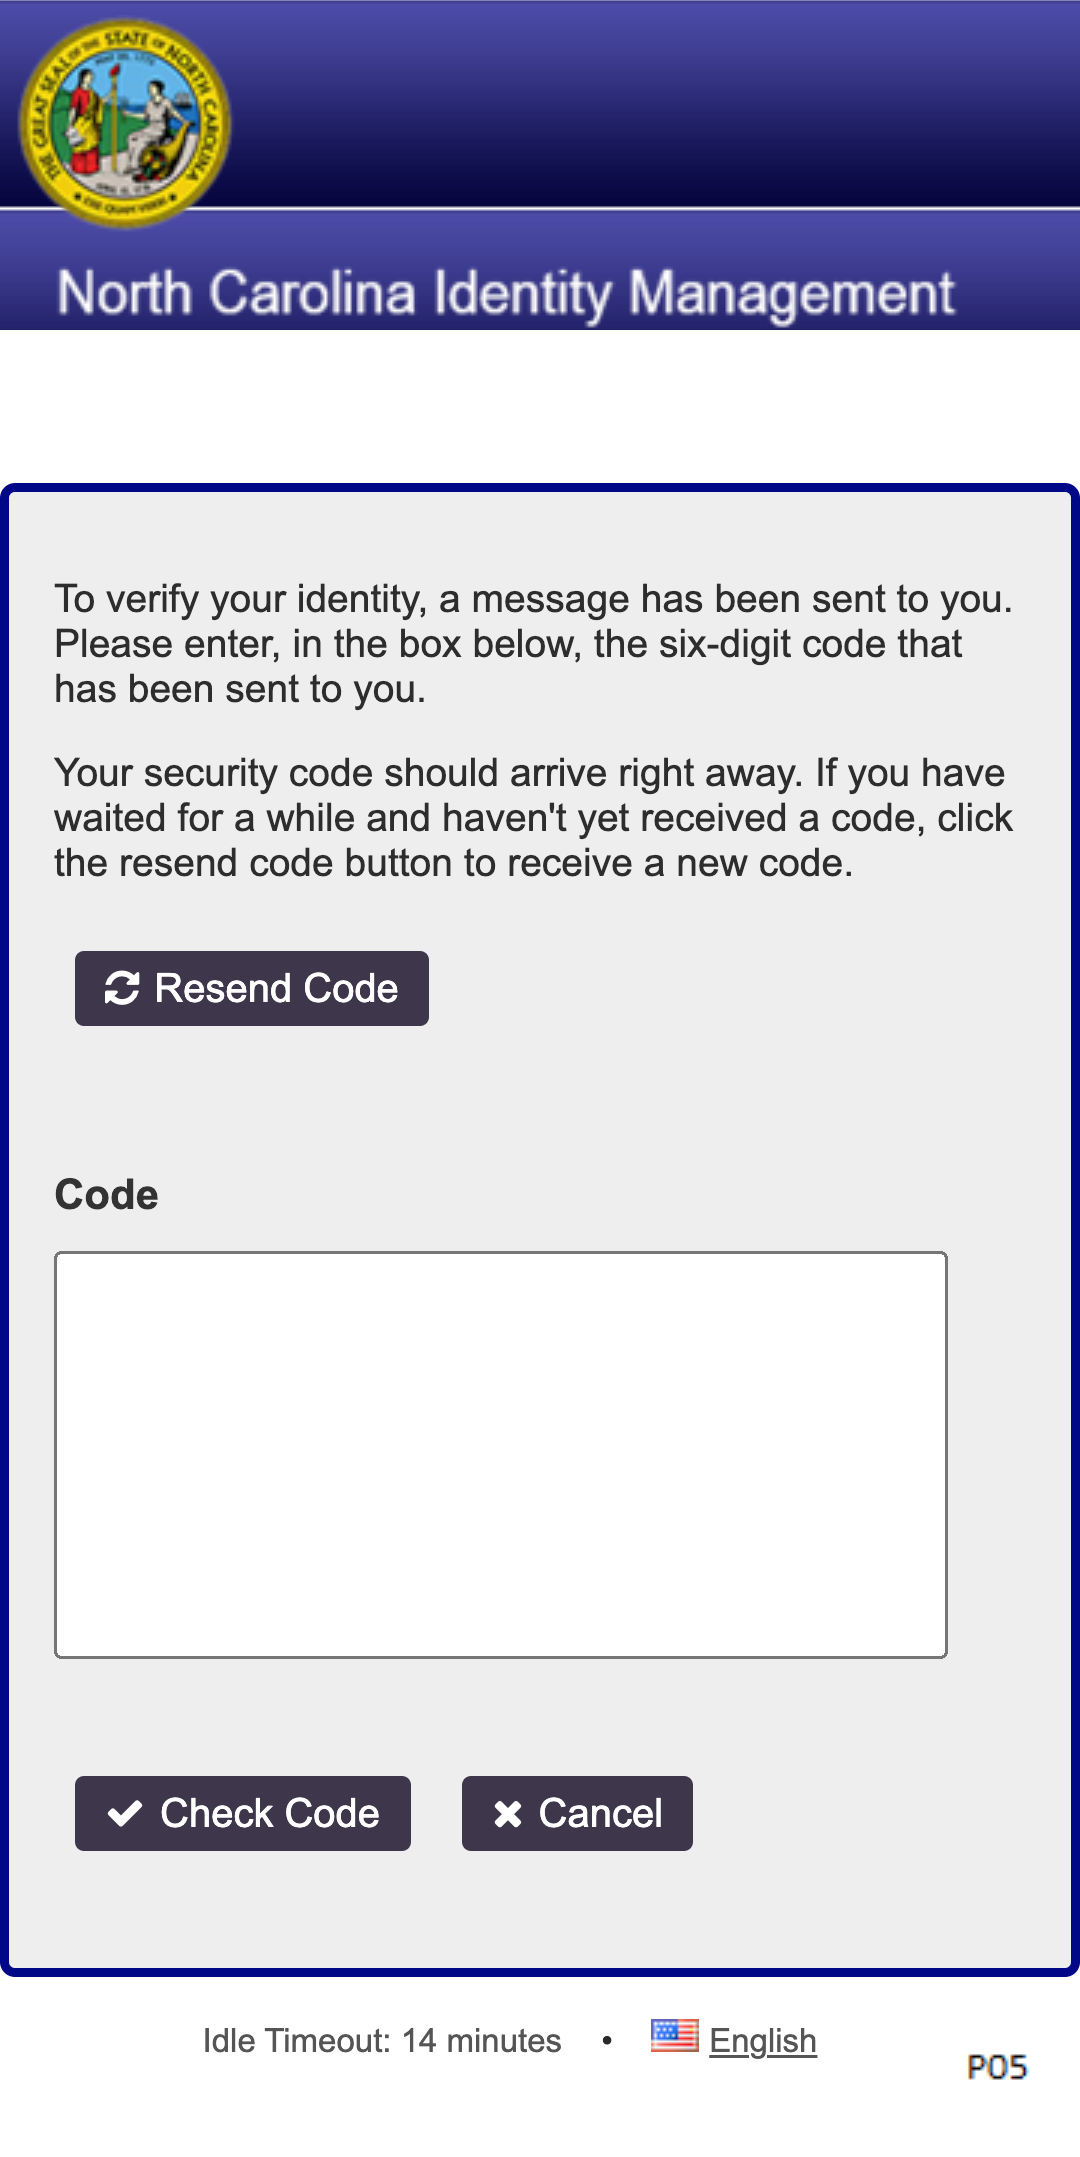 THE GREAT SEAL OF THE STATE OF NORTH CAROLINA
North Carolina Identity Management
To verify your identity, a message has been sent to you.
Please enter, in the box below, the six-digit code that
has been sent to you.
Your security code should arrive right away. If you have
waited for a while and haven't yet received a code, click
the resend code button to receive a new code.
Resend Code
Code
Check Code
Cancel
Idle Timeout: 14 minutes • English
P05